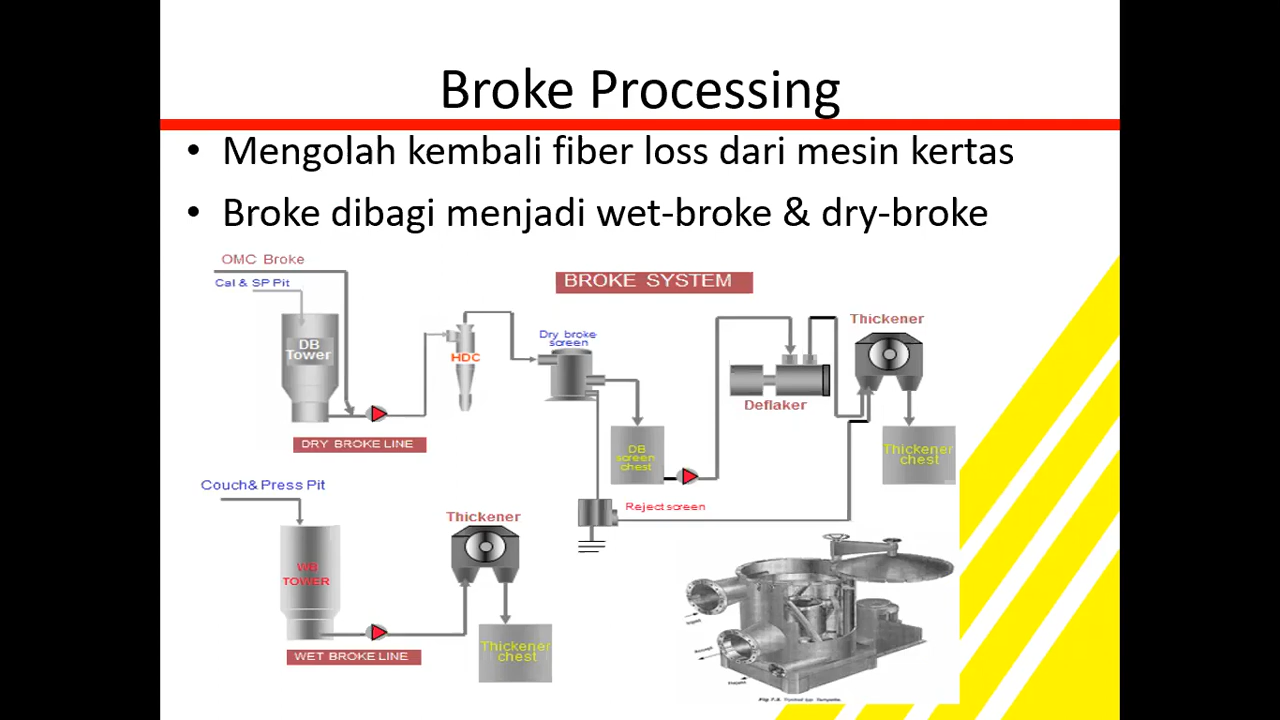 Broke Processing
• Mengolah kembali fiber loss dari mesin kertas
• Broke dibagi menjadi wet-broke & dry-broke
OMC Broke
Cal & SP Pit
BROKE SYSTEM
DB
Tower
HDC
Dry broke
screen
Thickener
Deflaker
DRY BROKE LINE
DB
screen
chest
Thickener
chest
Couch& Press Pit
Reject screen
Thickener
WB
TOWER
Thickener
chest
WET BROKE LINE